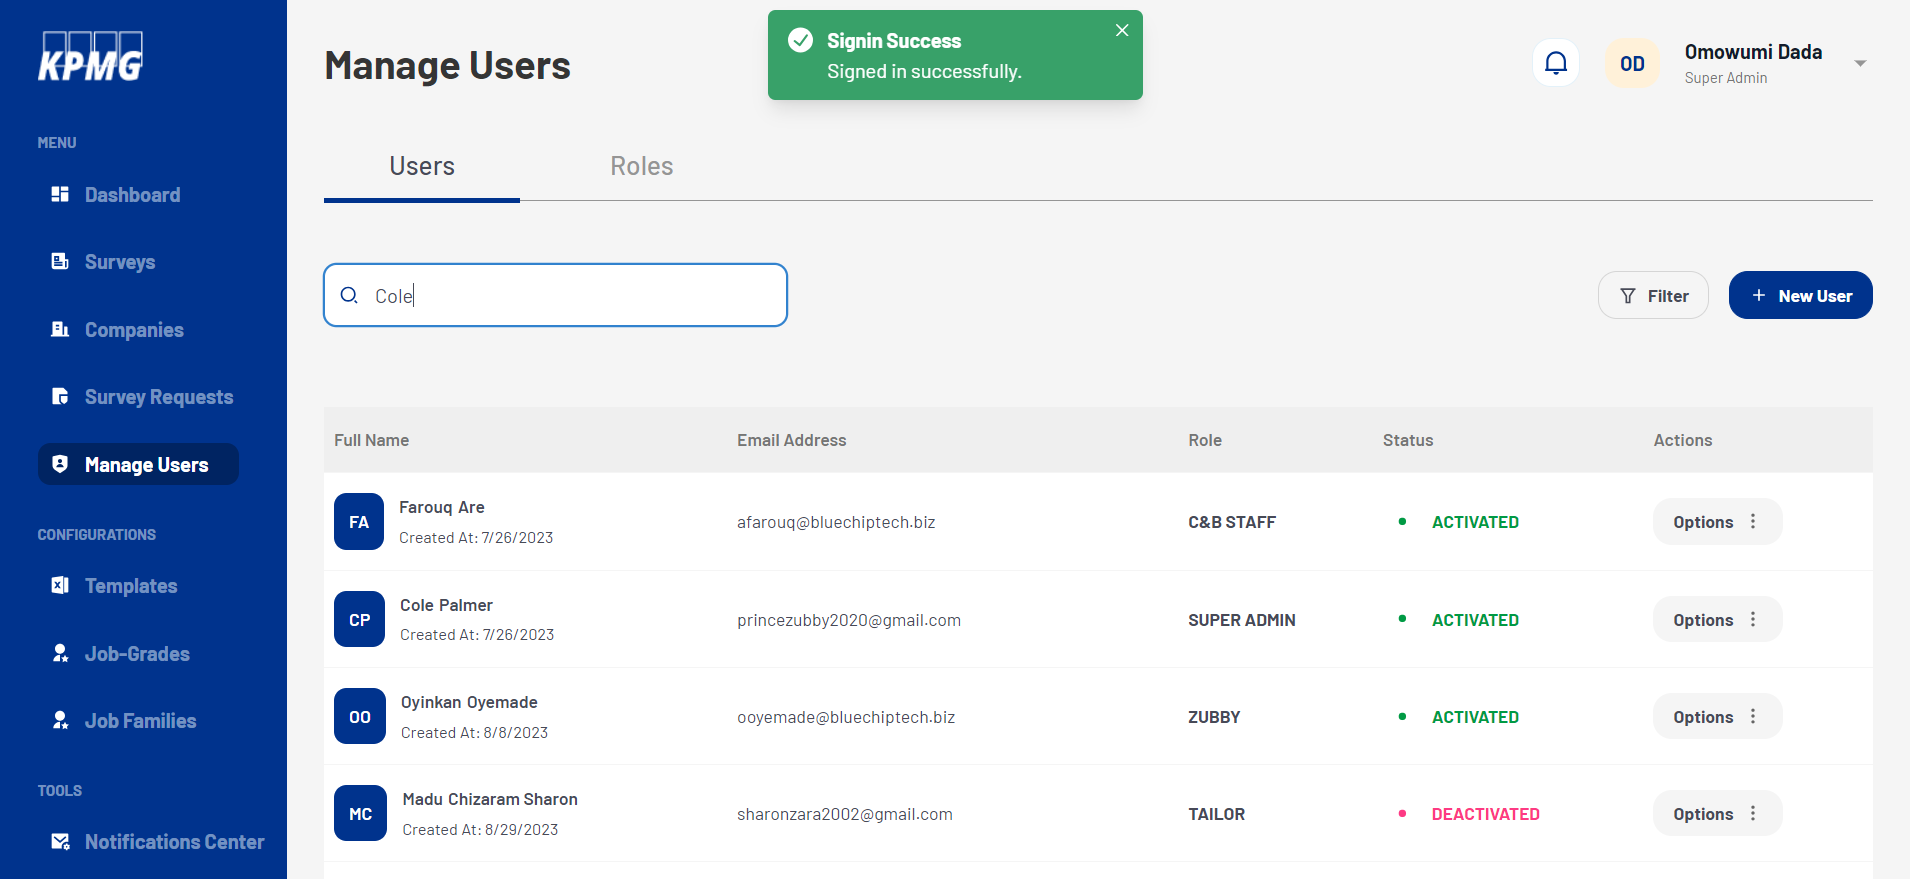 KPMG
MENU
Dashboard
Surveys
Companies
Survey Requests
Manage Users
CONFIGURATIONS
Templates
Job-Grades
Job Families
TOOLS
Notifications Center
Manage Users
Signin Success
Signed in successfully.
OD
Omowumi Dada
Super Admin
Users
Roles
Cole
Filter
+ New User
Full Name
Email Address
Role
Status
Actions
FA
Farouq Are
Created At: 7/26/2023
afarouq@bluechiptech.biz
C&B STAFF
ACTIVATED
Options
CP
Cole Palmer
Created At: 7/26/2023
princezubby2020@gmail.com
SUPER ADMIN
ACTIVATED
Options
OO
Oyinkan Oyemade
Created At: 8/8/2023
ooyemade@bluechiptech.biz
ZUBBY
ACTIVATED
Options
MC
Madu Chizaram Sharon
Created At: 8/29/2023
sharonzara2002@gmail.com
TAILOR
DEACTIVATED
Options